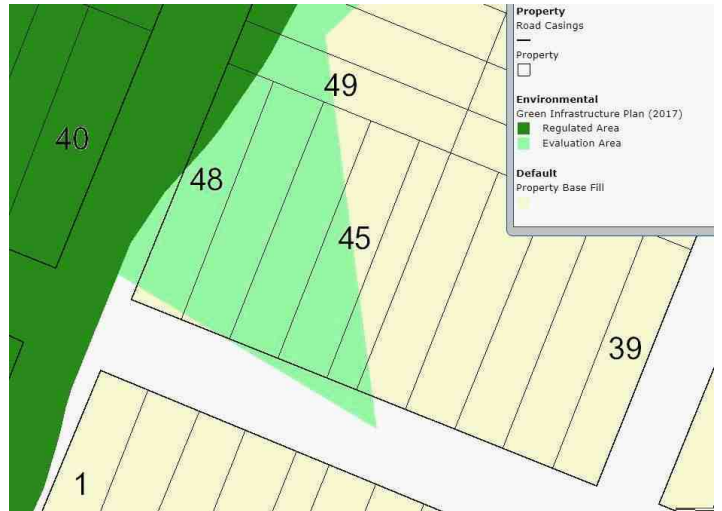 Property
Road Casings
Property
Environmental
Green Infrastructure Plan (2017)
Regulated Area
Evaluation Area
Default
Property Base Fill
49
40
48
45
39
1